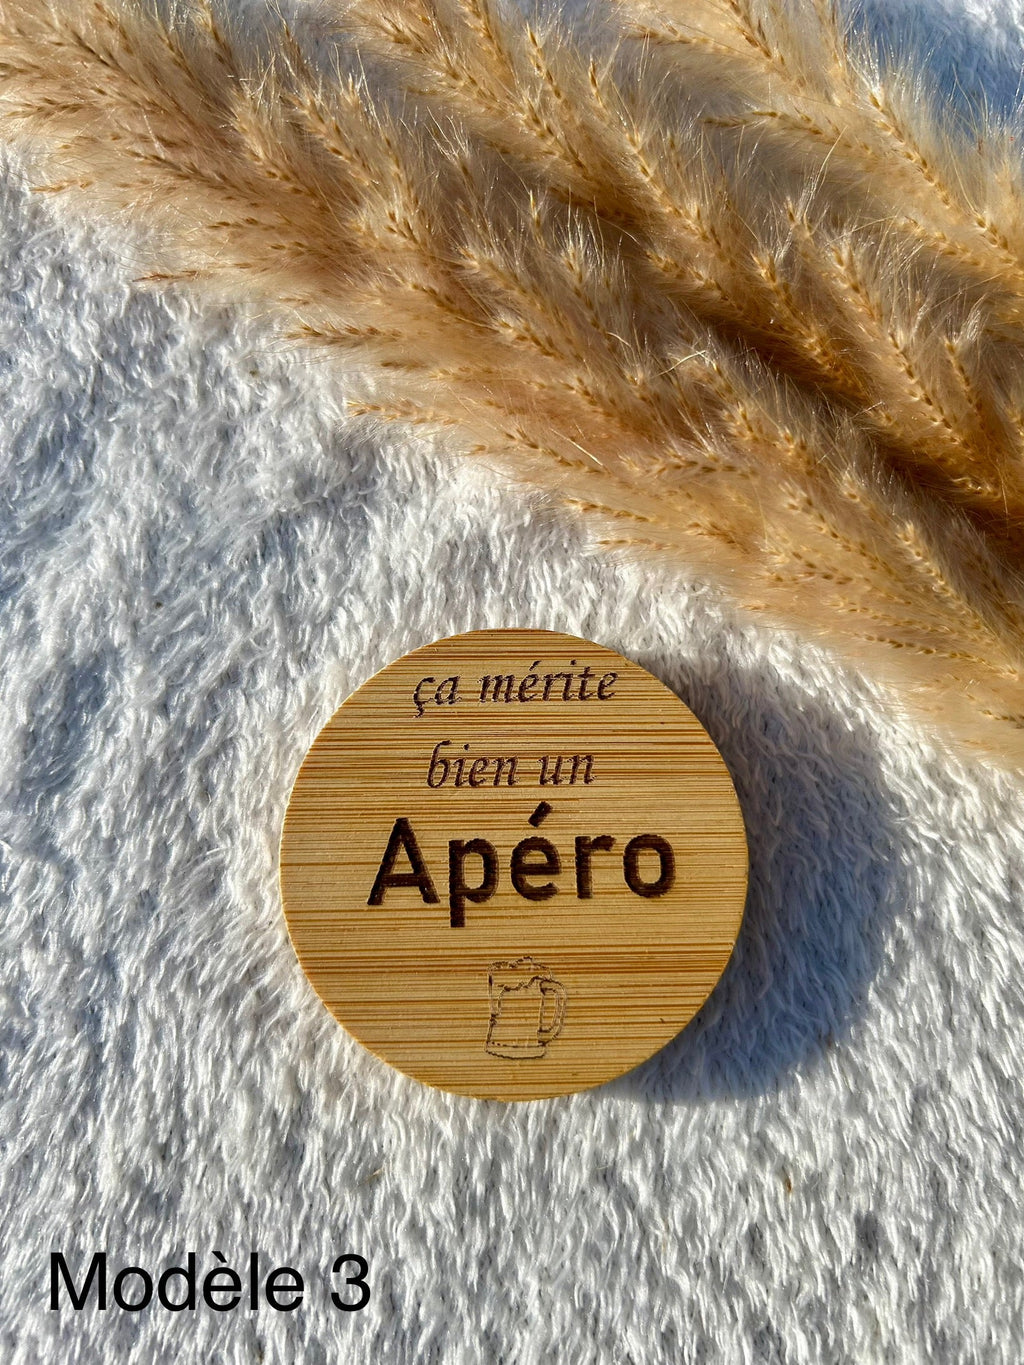 ça mérite
bien un
Apéro
Modèle 3